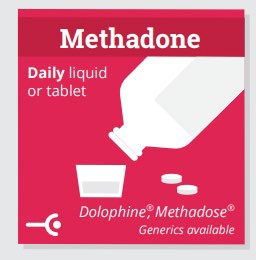 Methadone
Daily liquid
or tablet
Dolophine®, Methadose®
Generics available